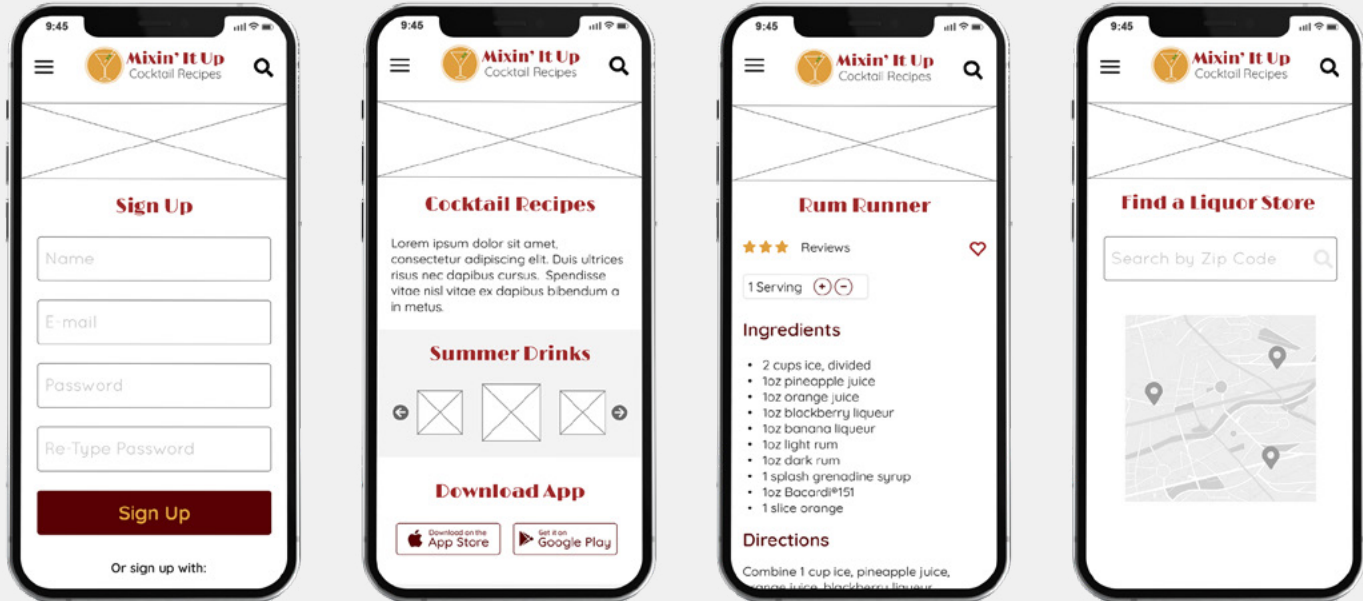 9:45
Mixin' It Up
Cocktail Recipes
Sign Up
Name
E-mail
Password
Re-Type Password
Sign Up
Or sign up with:
9:45
Mixin' It Up
Cocktail Recipes
Cocktail Recipes
Lorem ipsum dolor sit amet,
consectetur adipiscing elit. Duis ultrices
risus nec dapibus cursus. Spendisse
vitae nisl vitae ex dapibus bibendum a
in metus.
Summer Drinks
Download App
Download on the
App Store
Get it on
Google Play
9:45
Mixin' It Up
Cocktail Recipes
Rum Runner
Reviews
1 Serving
Ingredients
• 2 cups ice, divided
• 1oz pineapple juice
• 1oz orange juice
• 1oz blackberry liqueur
• 1oz banana liqueur
• 1oz light rum
• 1oz dark rum
• 1 splash grenadine syrup
• 1oz Bacardi®151
• 1 slice orange
Directions
Combine 1 cup ice, pineapple juice,
orange juice, blackberry liqueur
9:45
Mixin' It Up
Cocktail Recipes
Find a Liquor Store
Search by Zip Code